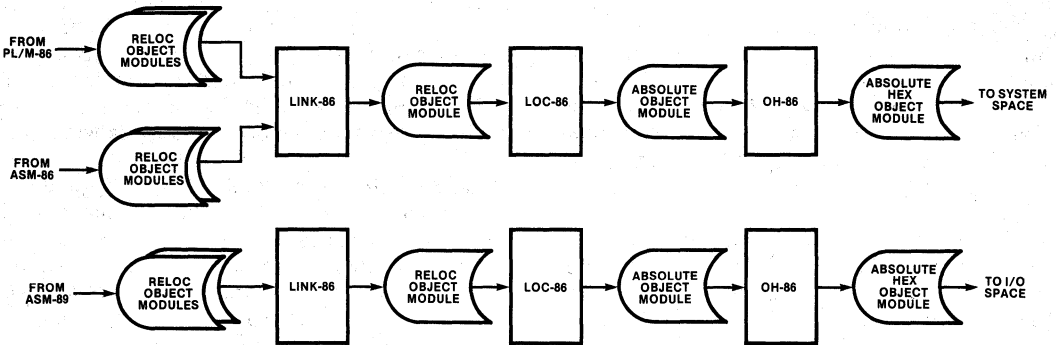 FROM
PL/M-86
RELOC
OBJECT
MODULES
LINK-86
RELOC
OBJECT
MODULE
LOC-86
ABSOLUTE
OBJECT
MODULE
OH-86
ABSOLUTE
HEX
OBJECT
MODULE
TO SYSTEM
SPACE
FROM
ASM-86
RELOC
OBJECT
MODULES
FROM
ASM-89
RELOC
OBJECT
MODULES
LINK-86
RELOC
OBJECT
MODULE
LOC-86
ABSOLUTE
OBJECT
MODULE
OH-86
ABSOLUTE
HEX
OBJECT
MODULE
TO I/O
SPACE